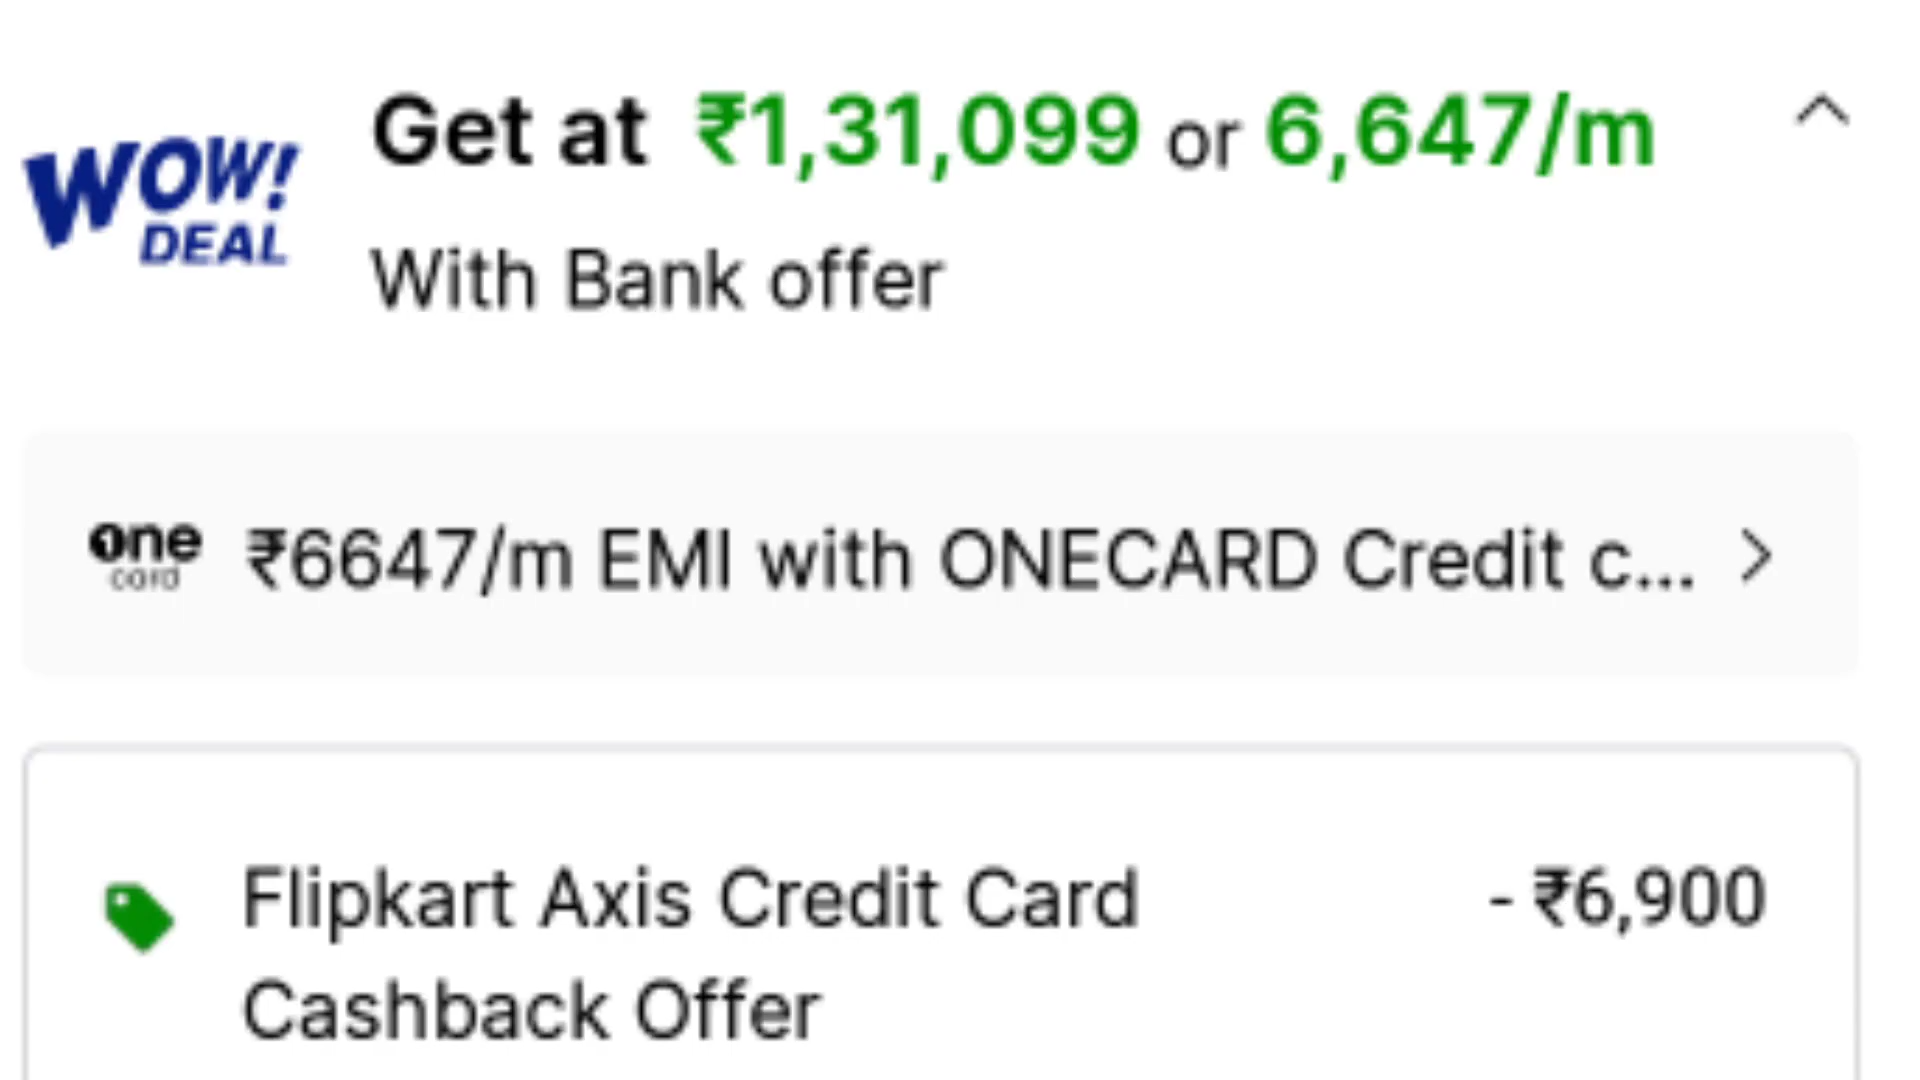 WOW!
DEAL
Get at ₹1,31,099 or 6,647/m
With Bank offer
one
card
₹6647/m EMI with ONECARD Credit c...
Flipkart Axis Credit Card - ₹6,900
Cashback Offer